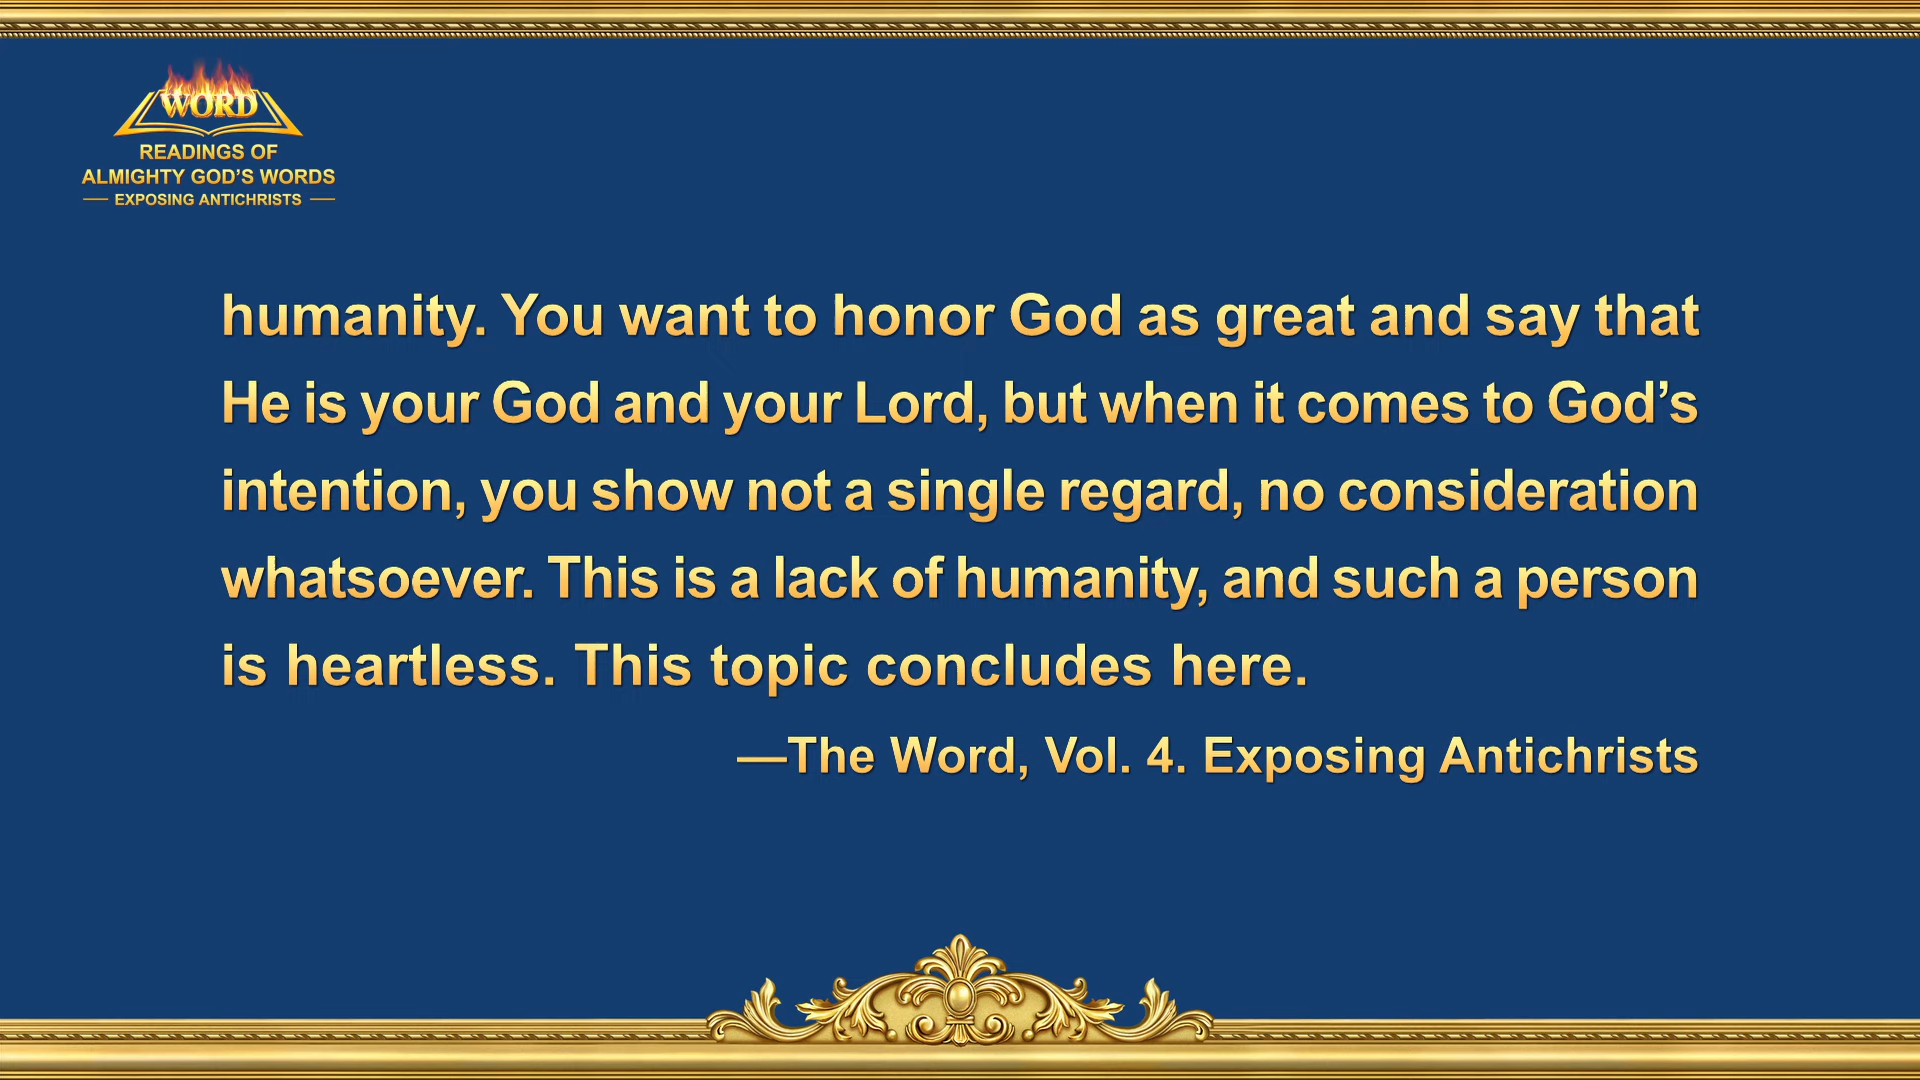 WORD
READINGS OF
ALMIGHTY GOD’S WORDS
EXPOSING ANTICHRISTS
humanity. You want to honor God as great and say that
He is your God and your Lord, but when it comes to God’s
intention, you show not a single regard, no consideration
whatsoever. This is a lack of humanity, and such a person
is heartless. This topic concludes here.
—The Word, Vol. 4. Exposing Antichrists